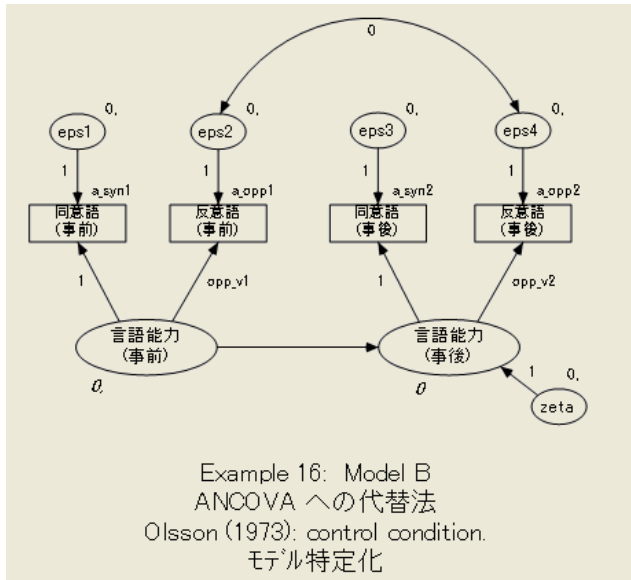 0
0,
0,
0,
0,
eps1
eps2
eps3
eps4
1
1
1
1
a_syn1
a_opp1
a_syn2
a_opp2
同意語
(事前)
反意語
(事前)
同意語
(事後)
反意語
(事後)
1
opp_v1
1
opp_v2
言語能力
(事前)
言語能力
(事後)
0,
0
1
0,
zeta
Example 16: Model B
ANCOVA への代替法
Olsson (1973): control condition.
モデル特定化